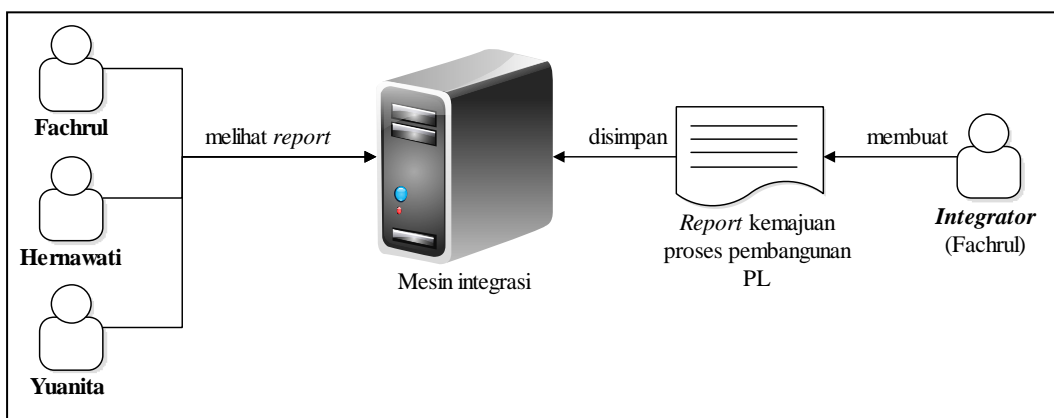 Fachrul
Hernawati
Yuanita
melihat report
Mesin integrasi
disimpan
Report kemajuan
proses pembangunan
PL
membuat
Integrator
(Fachrul)